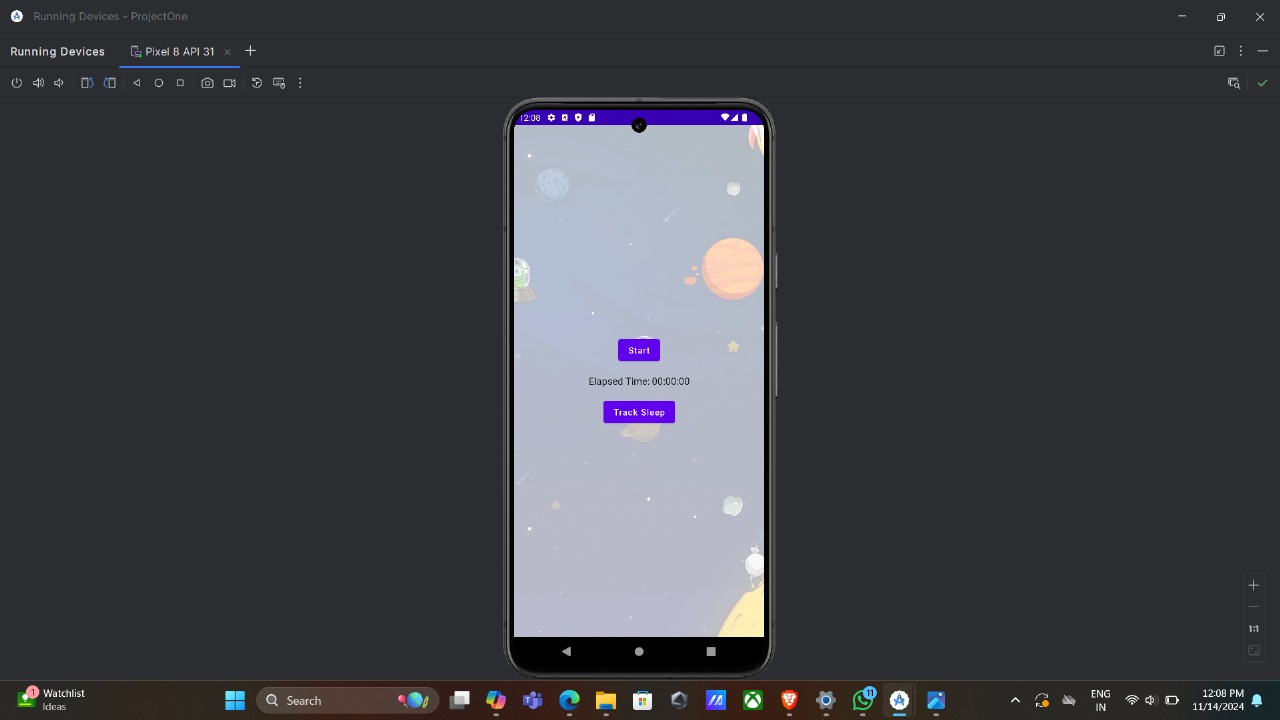 Running Devices - ProjectOne
Running Devices
Pixel 8 API 31
12:08
Start
Elapsed Time: 00:00:00
Track Sleep
1:1
1
Watchlist
Ideas
Search
11
ENG
IN
12:08 PM
11/14/2024